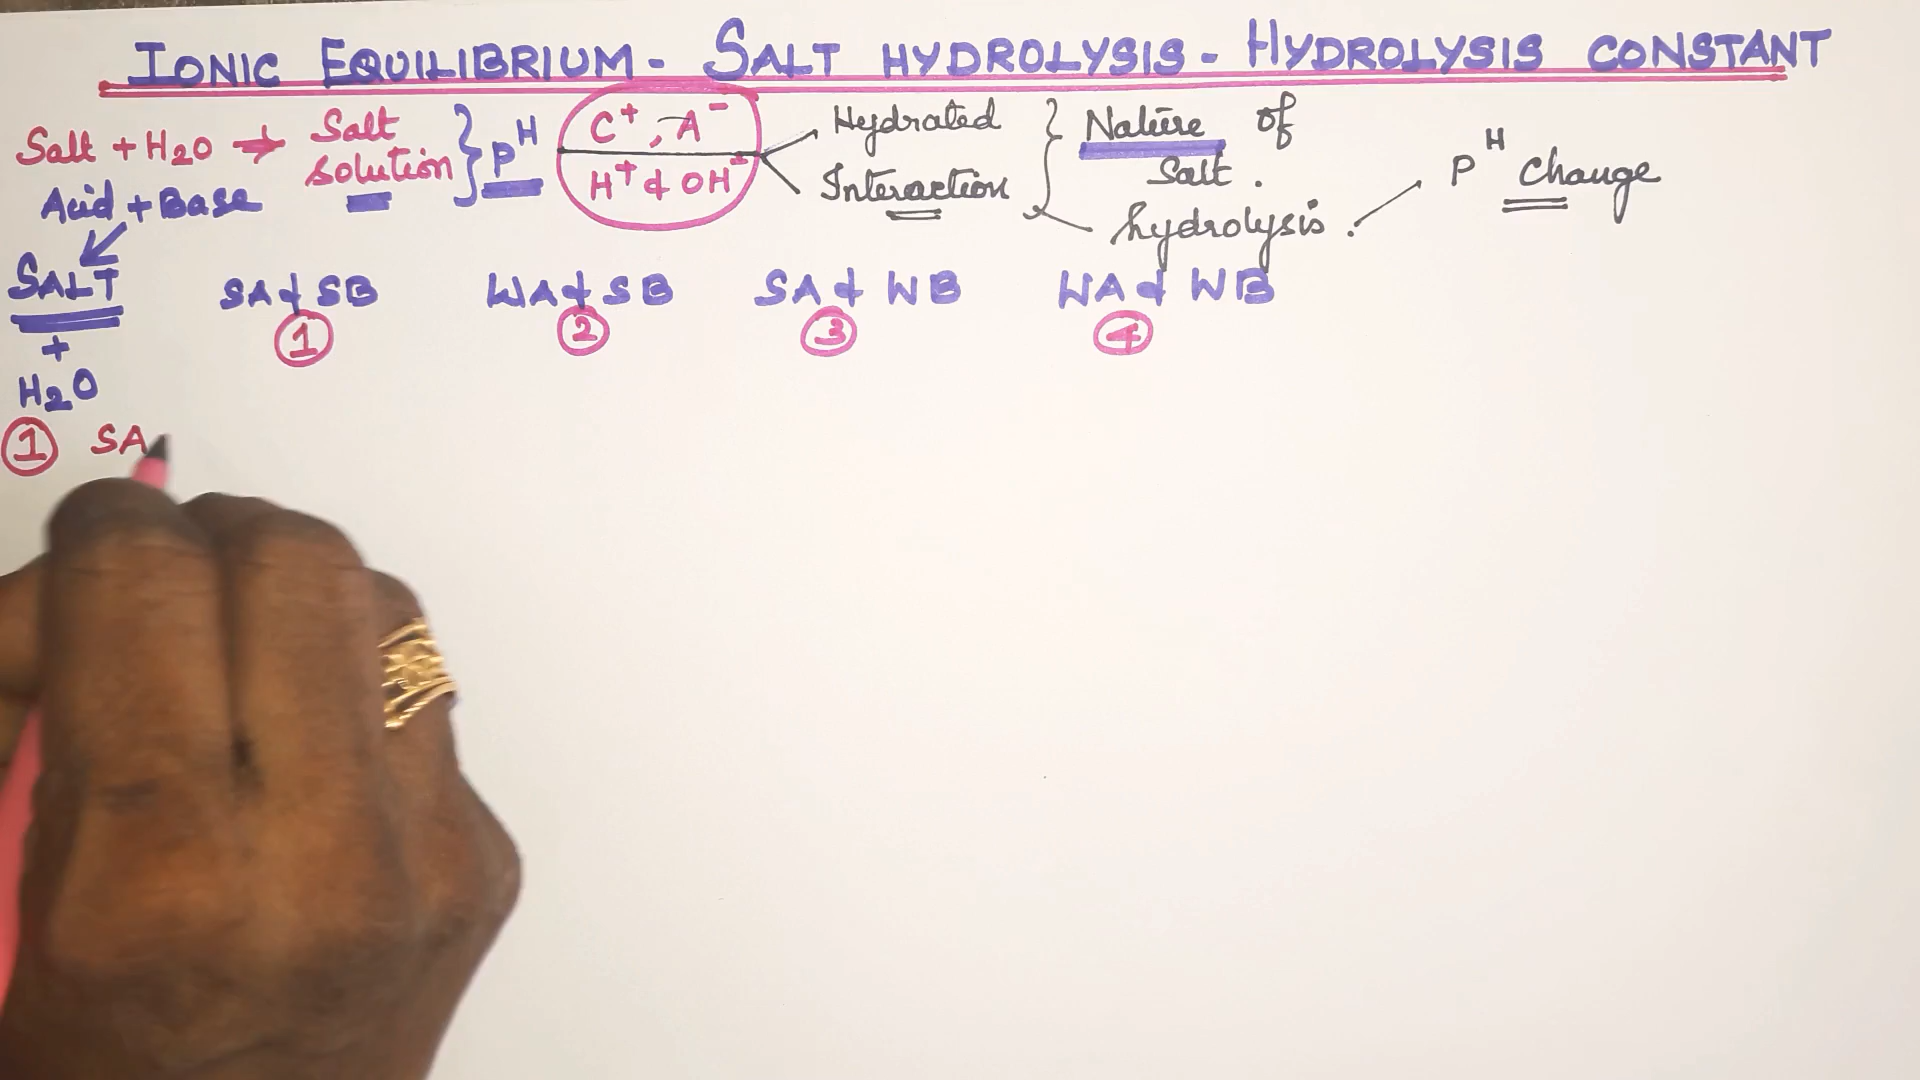 IONIC EQUILIBRIUM - SALT HYDROLYSIS - HYDROLYSIS CONSTANT
Salt + H2O → Salt solution } pH
C+, A-
H+ & OH-
Hydrated
Interaction
} Nature of
Salt.
hydrolysis.
pH change
Acid + Base
SALT
+
H2O
SA & SB
①
WA & SB
②
SA & WB
③
WA & WB
④
① SA